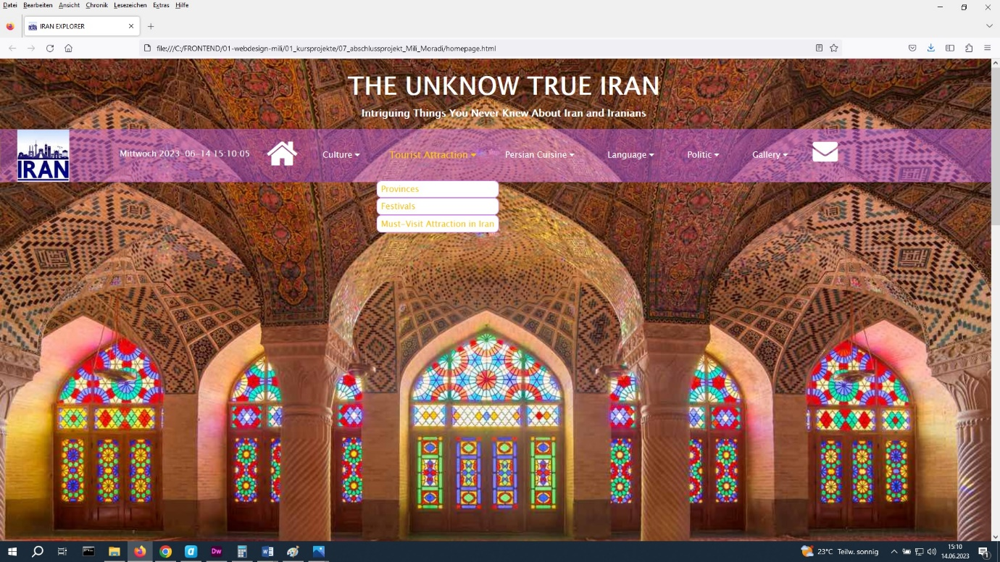 Datei Bearbeiten Ansicht Chronik Lesezeichen Extras Hilfe
IRAN EXPLORER
file:///C:/FRONTEND/01-webdesign-mili/01_kursprojekte/07_abschlussprojekt_Mili_Moradi/homepage.html
THE UNKNOW TRUE IRAN
Intriguing Things You Never Knew About Iran and Iranians
IRAN
Mittwoch 2023-06-14 15:10:05
Culture Tourist Attraction Persian Cuisine Language Politic Gallery
Provinces
Festivals
Must-Visit Attraction in Iran
a Dw W 23°C Teilw. sonnig 15:10
14.06.2023 1